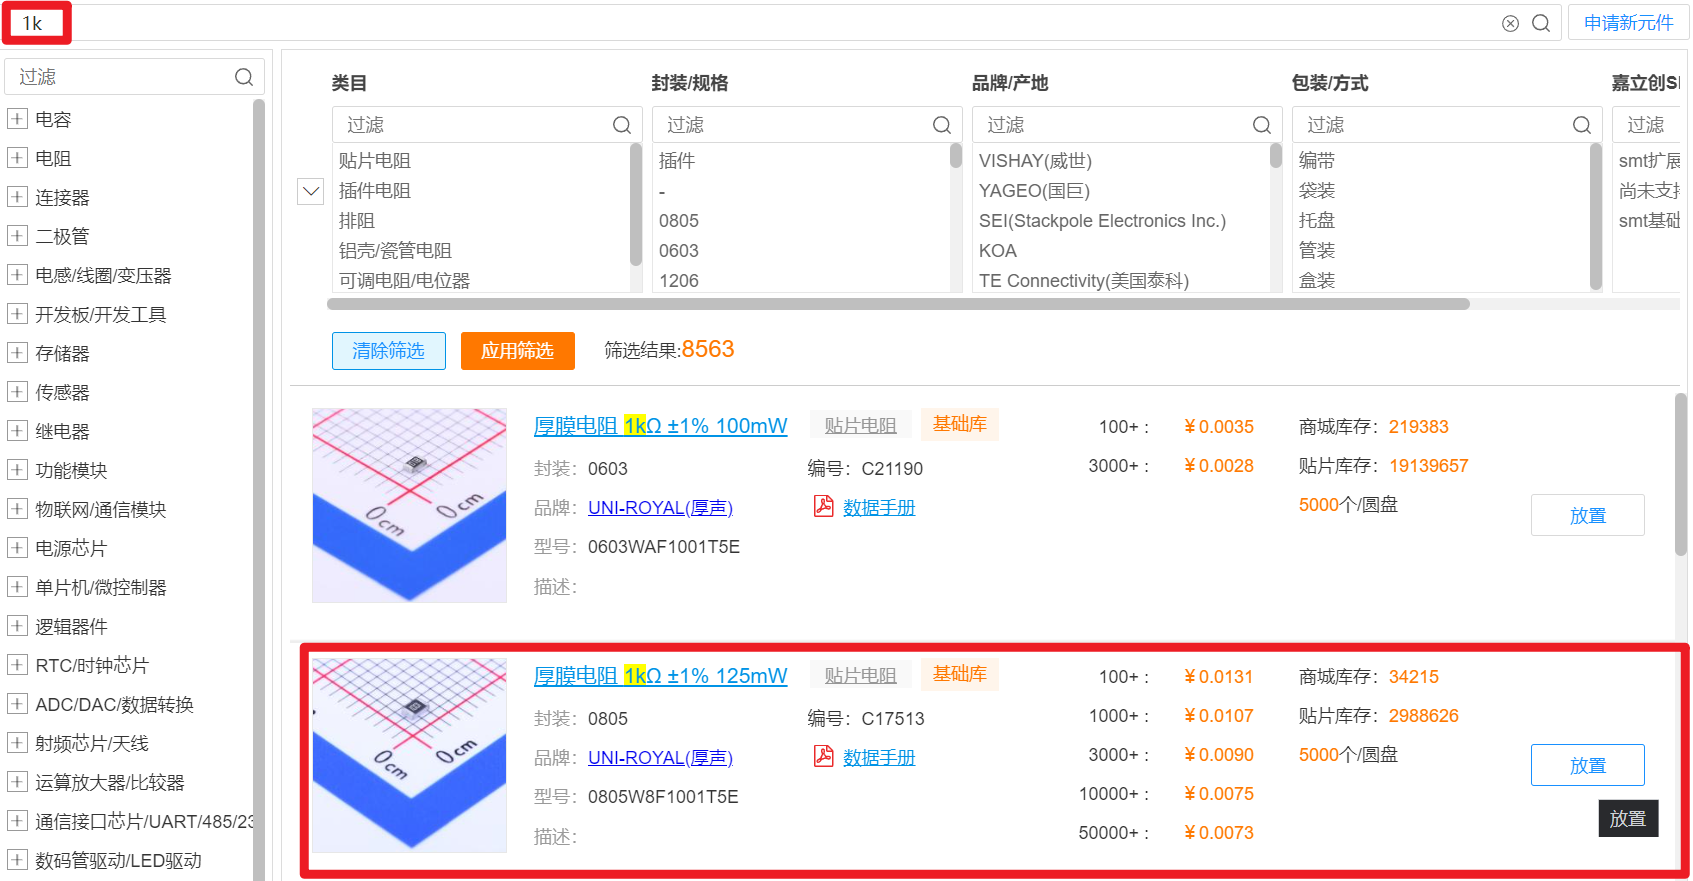 1k
申请新元件
过滤
电容
电阻
连接器
二极管
电感/线圈/变压器
开发板/开发工具
存储器
传感器
继电器
功能模块
物联网/通信模块
电源芯片
单片机/微控制器
逻辑器件
RTC/时钟芯片
ADC/DAC/数据转换
射频芯片/天线
运算放大器/比较器
通信接口芯片/UART/485/23
数码管驱动/LED驱动
类目
过滤
贴片电阻
插件电阻
排阻
铝壳/瓷管电阻
可调电阻/电位器
封装/规格
过滤
插件
-
0805
0603
1206
品牌/产地
过滤
VISHAY(威世)
YAGEO(国巨)
SEI(Stackpole Electronics Inc.)
KOA
TE Connectivity(美国泰科)
包装/方式
过滤
编带
袋装
托盘
管装
盒装
嘉立创S
过滤
smt扩展
尚未支持
smt基础
清除筛选 应用筛选 筛选结果:8563
0cm 0cm
厚膜电阻 1kΩ ±1% 100mW 贴片电阻 基础库
封装: 0603 编号: C21190
品牌: UNI-ROYAL(厚声) 数据手册
型号: 0603WAF1001T5E
描述:
100+ : ¥0.0035
3000+ : ¥0.0028
商城库存: 219383
贴片库存: 19139657
5000个/圆盘
放置
0cm 0cm
厚膜电阻 1kΩ ±1% 125mW 贴片电阻 基础库
封装: 0805 编号: C17513
品牌: UNI-ROYAL(厚声) 数据手册
型号: 0805W8F1001T5E
描述:
100+ : ¥0.0131
1000+ : ¥0.0107
3000+ : ¥0.0090
10000+ : ¥0.0075
50000+ : ¥0.0073
商城库存: 34215
贴片库存: 2988626
5000个/圆盘
放置
放置